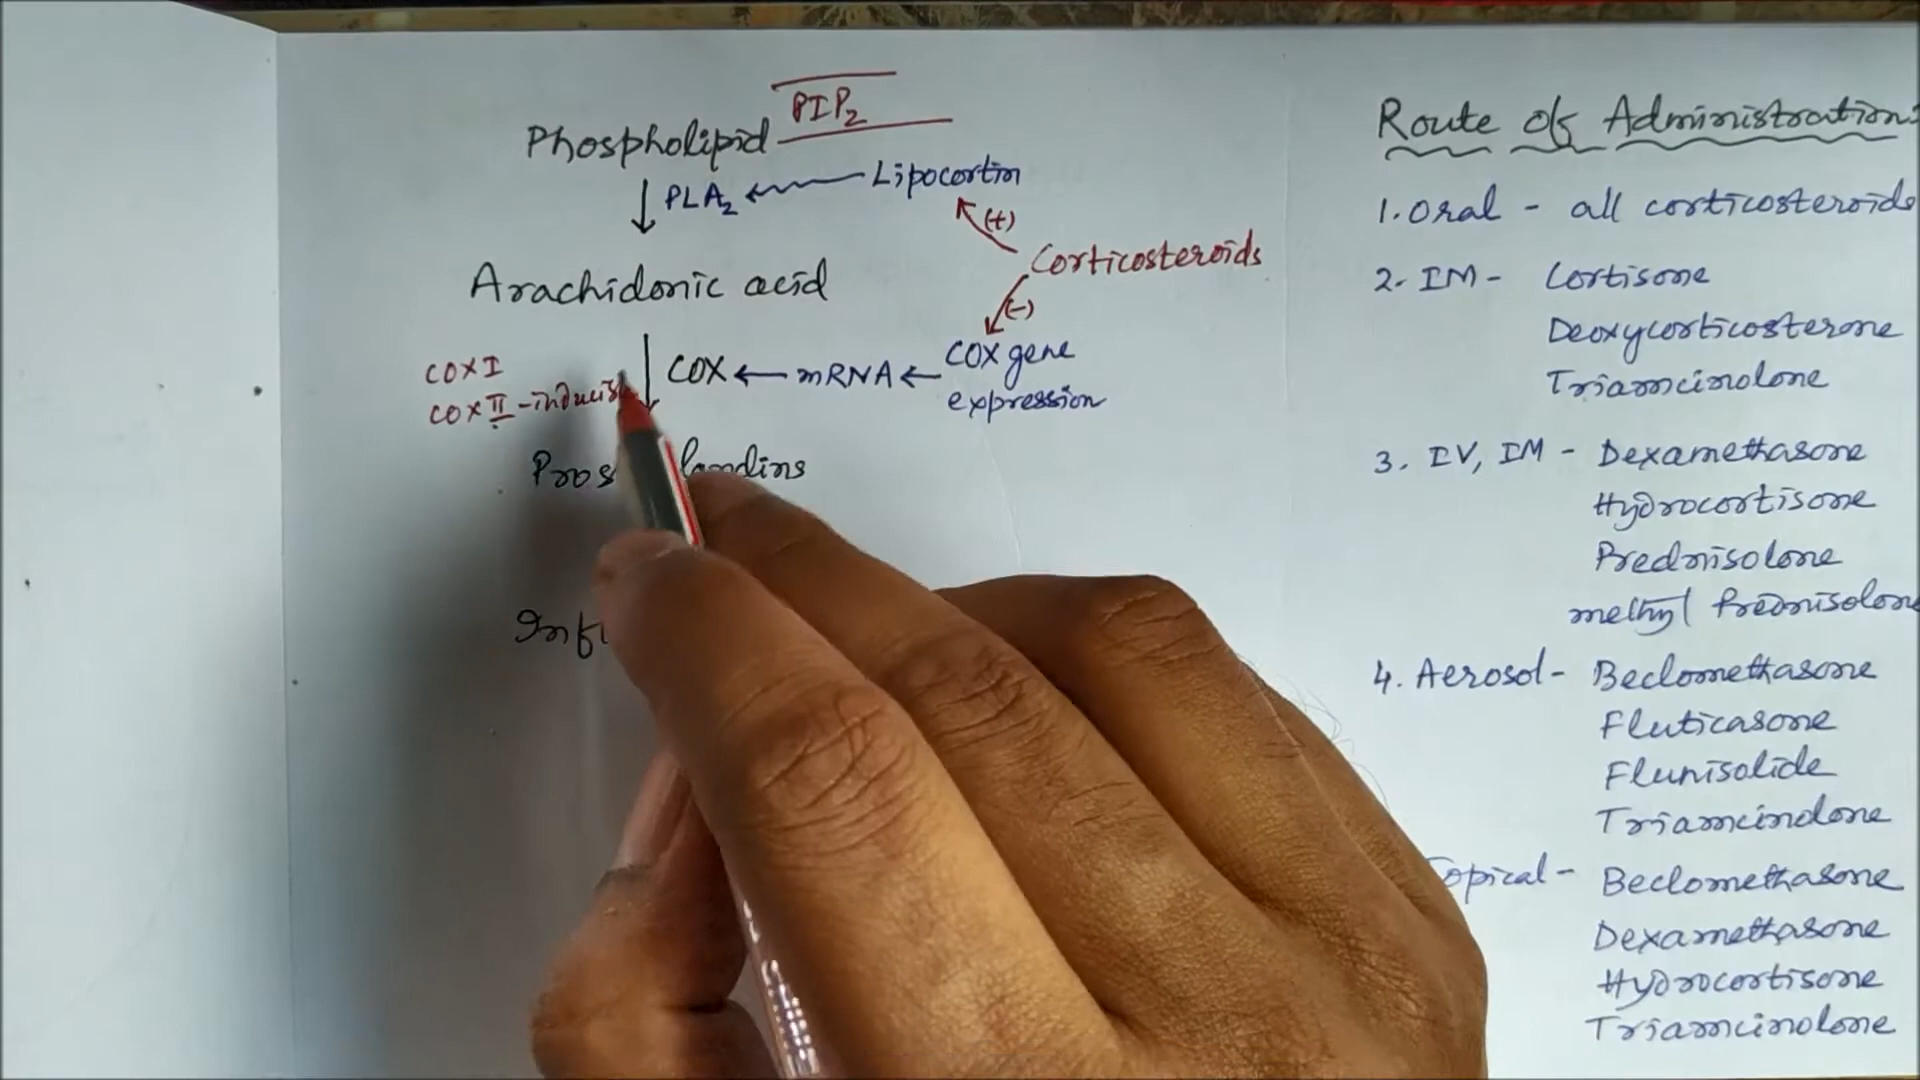 PIP2
Phospholipid
PLA2 ← Lipocortin
(+)
Corticosteroids
Arachidonic acid
(-)
COX I
COX II -
COX ← mRNA ← COX gene
expression
Route of Administration:
1. Oral - all corticosteroids
2. IM - Cortisone
Deoxycorticosterone
Triamcinolone
3. IV, IM - Dexamethasone
Hydrocortisone
Prednisolone
methyl Prednisolone
4. Aerosol - Beclomethasone
Fluticasone
Flunisolide
Triamcinolone
Topical - Beclomethasone
Dexamethasone
Hydrocortisone
Triamcinolone